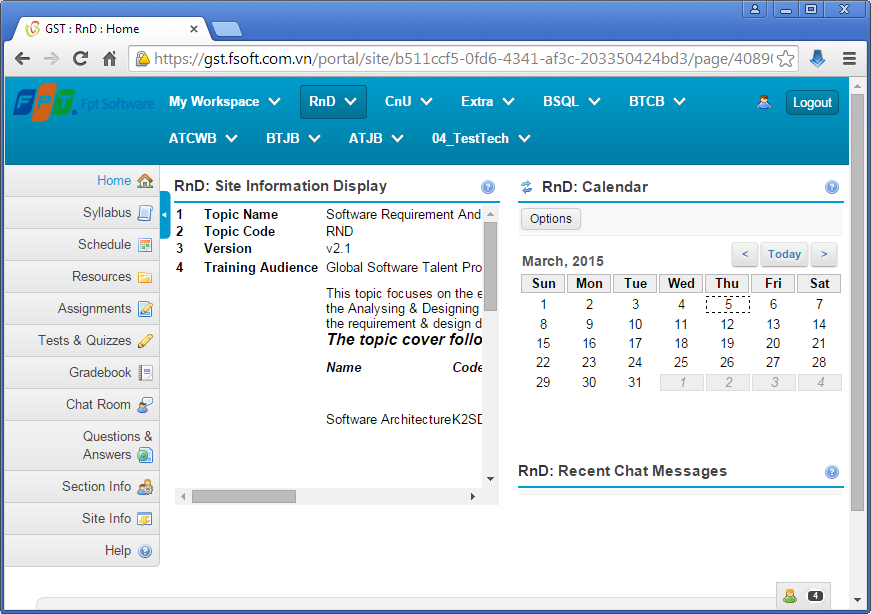 GST : RnD : Home
https://gst.fsoft.com.vn/portal/site/b511ccf5-0fd6-4341-af3c-203350424bd3/page/4089
FPT. Fpt Software
My Workspace RnD CnU Extra BSQL BTCB Logout
ATCWB BTJB ATJB 04_TestTech
Home
Syllabus
Schedule
Resources
Assignments
Tests & Quizzes
Gradebook
Chat Room
Questions &
Answers
Section Info
Site Info
Help
RnD: Site Information Display
1 Topic Name Software Requirement And
2 Topic Code RND
3 Version v2.1
4 Training Audience Global Software Talent Pro
This topic focuses on the e
the Analysing & Designing
the requirement & design d
The topic cover follo
Name Code
Software ArchitectureK2SD
RnD: Calendar
Options
March, 2015 < Today >
Sun Mon Tue Wed Thu Fri Sat
1 2 3 4 5 6 7
8 9 10 11 12 13 14
15 16 17 18 19 20 21
22 23 24 25 26 27 28
29 30 31 1 2 3 4
RnD: Recent Chat Messages
4